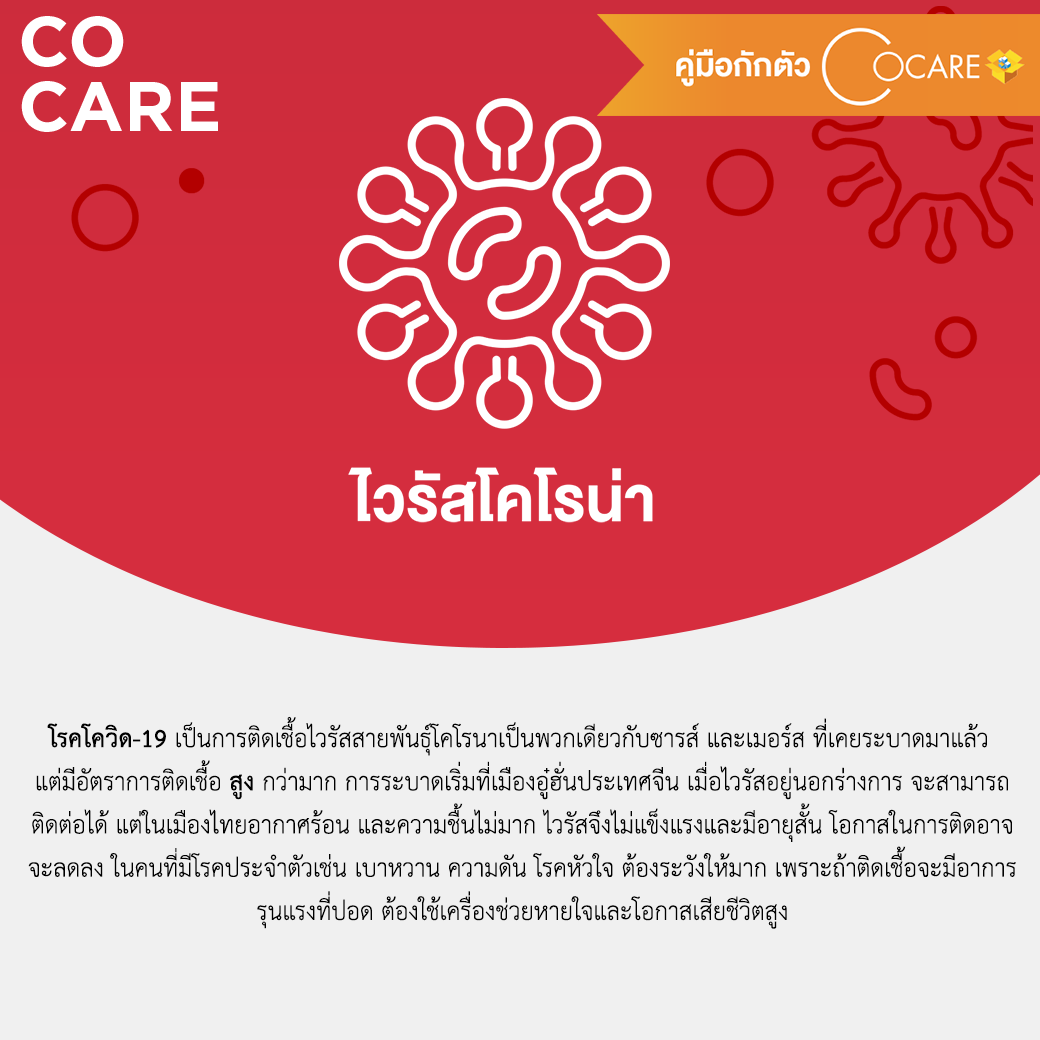 CO
CARE
คู่มือกักตัว COCARE
ไวรัสโคโรน่า
โรคโควิด-19 เป็นการติดเชื้อไวรัสสายพันธุ์โคโรนาเป็นพวกเดียวกับซารส์ และเมอร์ส ที่เคยระบาดมาแล้ว
แต่มีอัตราการติดเชื้อ สูง กว่ามาก การระบาดเริ่มที่เมืองอู๋ฮั่นประเทศจีน เมื่อไวรัสอยู่นอกร่างการ จะสามารถ
ติดต่อได้ แต่ในเมืองไทยอากาศร้อน และความชื้นไม่มาก ไวรัสจึงไม่แข็งแรงและมีอายุสั้น โอกาสในการติดอาจ
จะลดลง ในคนที่มีโรคประจำตัวเช่น เบาหวาน ความดัน โรคหัวใจ ต้องระวังให้มาก เพราะถ้าติดเชื้อจะมีอาการ
รุนแรงที่ปอด ต้องใช้เครื่องช่วยหายใจและโอกาสเสียชีวิตสูง